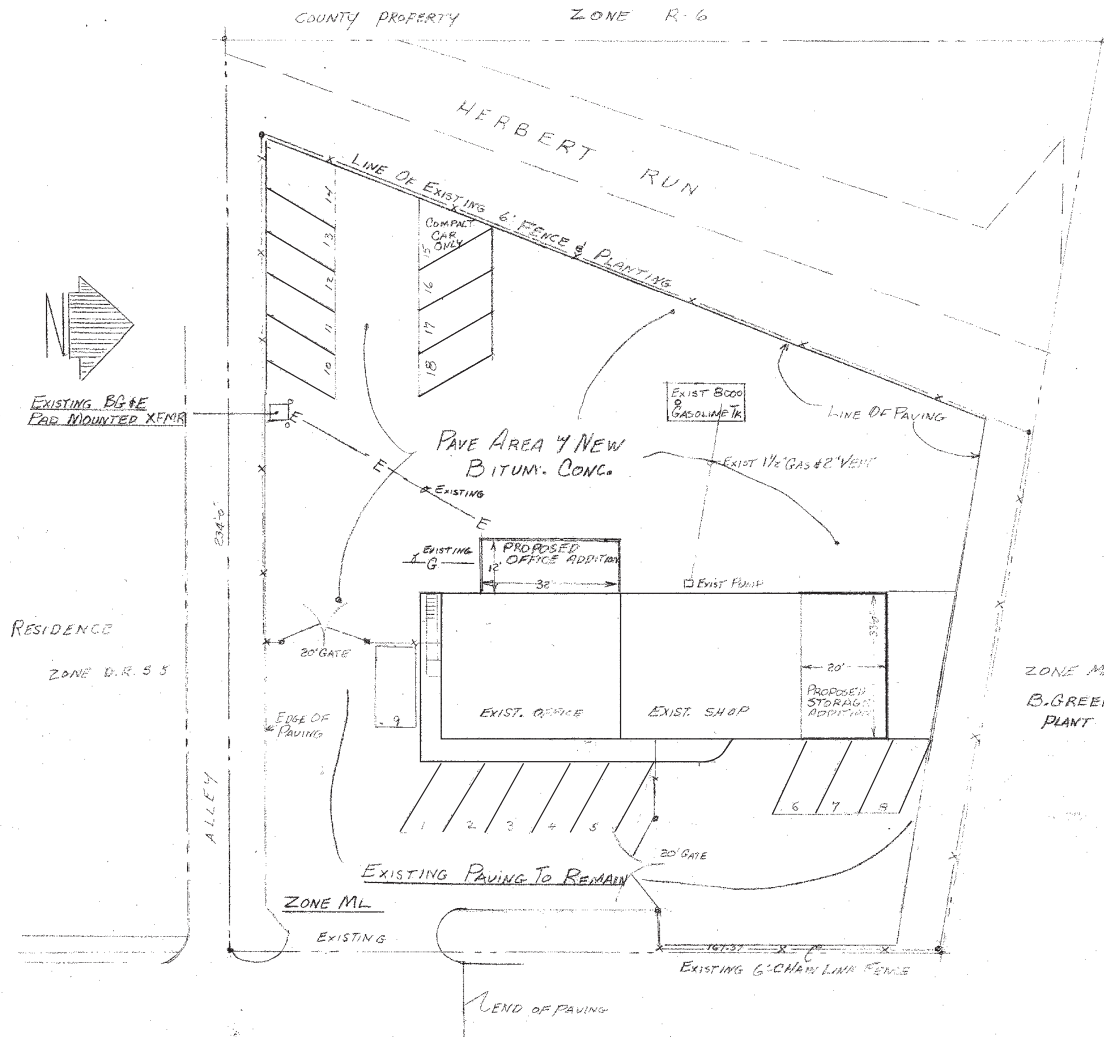 COUNTY PROPERTY
ZONE R-6
HERBERT RUN
LINE OF EXISTING 6' FENCE & PLANTING
14
13
12
11
10
COMPACT
CAR
ONLY
15
16
17
18
N
EXISTING BG&E
PAD MOUNTED XFMR
E
E
E
EXISTING
PAVE AREA W/ NEW
BITUM. CONC.
EXIST 8000
GASOLINE TK
LINE OF PAVING
EXIST 1½" GAS & 2" VENT
234'-0"
EXISTING
G
12'
PROPOSED
OFFICE ADDITION
32'
EXIST PUMP
RESIDENCE
ZONE D.R. 5 5
20' GATE
9
EDGE OF
PAVING
EXIST. OFFICE
EXIST. SHOP
20'
PROPOSED
STORAGE
ADDITION
ZONE M
B. GREEN
PLANT
ALLEY
1
2
3
4
5
6
7
8
20' GATE
EXISTING PAVING TO REMAIN
ZONE ML
EXISTING
167.37
EXISTING 6' CHAIN LINK FENCE
END OF PAVING